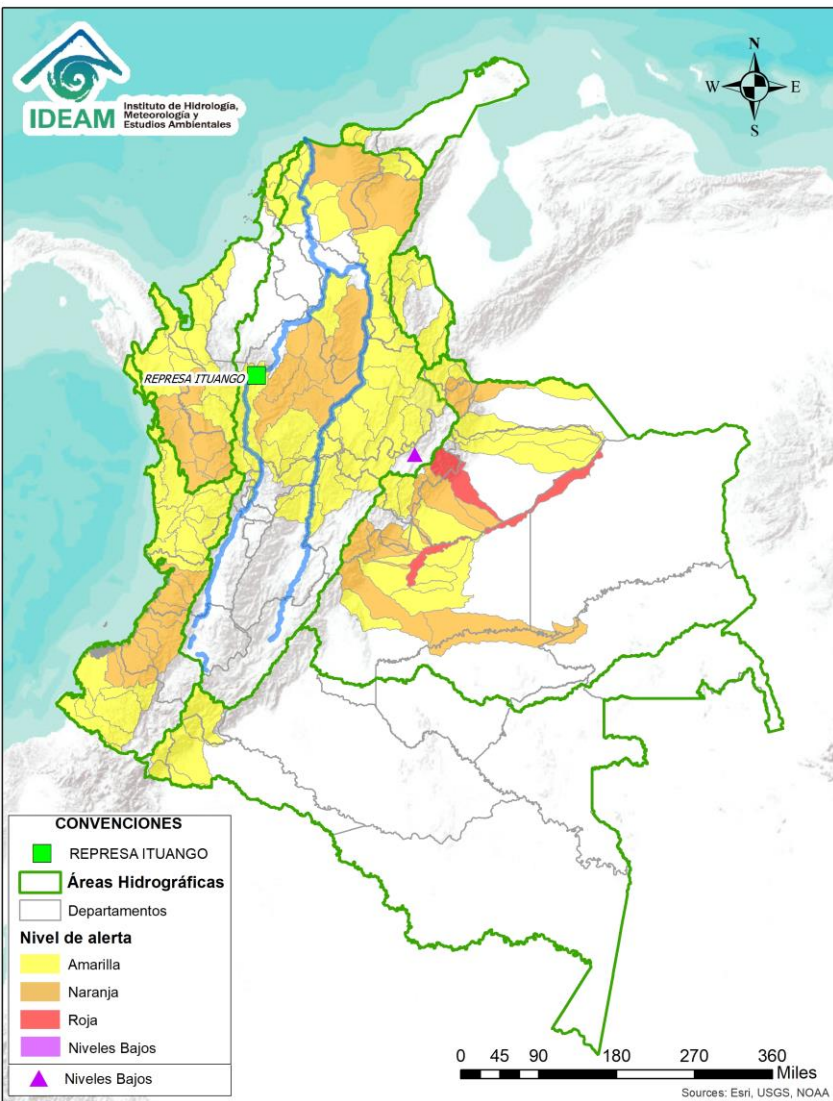 IDEAM
Instituto de Hidrología,
Meteorología y
Estudios Ambientales
N
W
E
S
REPRESA ITUANGO
CONVENCIONES
REPRESA ITUANGO
Áreas Hidrográficas
Departamentos
Nivel de alerta
Amarilla
Naranja
Roja
Niveles Bajos
Niveles Bajos
0 45 90 180 270 360
Miles
Sources: Esri, USGS, NOAA